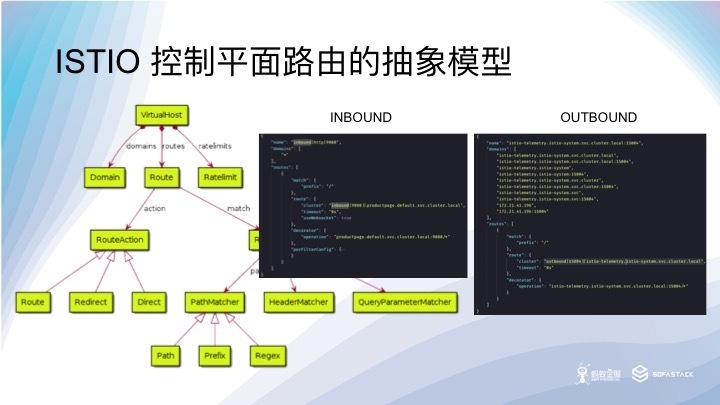 ISTIO 控制平面路由的抽象模型
INBOUND
OUTBOUND
VirtualHost
domains
routes
ratelimits
Domain
Route
Ratelimit
action
match
RouteAction
Route
Redirect
Direct
PathMatcher
HeaderMatcher
QueryParameterMatcher
Path
Prefix
Regex
"name": "inbound|http|9080",
"domains": [
"*"
],
"routes": [
{
"match": {
"prefix": "/"
},
"route": {
"cluster": "inbound|9080||productpage.default.svc.cluster.local",
"timeout": "0s",
"useWebsocket": true
},
"decorator": {
"operation": "productpage.default.svc.cluster.local:9080/*"
},
"perFilterConfig": {
}
]
{
"name": "istio-telemetry.istio-system.svc.cluster.local:15004",
"domains": [
"istio-telemetry.istio-system.svc.cluster.local",
"istio-telemetry.istio-system.svc.cluster.local:15004",
"istio-telemetry.istio-system",
"istio-telemetry.istio-system:15004",
"istio-telemetry.istio-system.svc.cluster",
"istio-telemetry.istio-system.svc.cluster:15004",
"istio-telemetry.istio-system.svc",
"istio-telemetry.istio-system.svc:15004",
"172.21.41.196",
"172.21.41.196:15004"
],
"routes": [
{
"match": {
"prefix": "/"
},
"route": {
"cluster": "outbound|15004||istio-telemetry.istio-system.svc.cluster.local",
"timeout": "0s"
},
"decorator": {
"operation": "istio-telemetry.istio-system.svc.cluster.local:15004/*"
}
}
]
}
蚂蚁金服
SOFASTACK